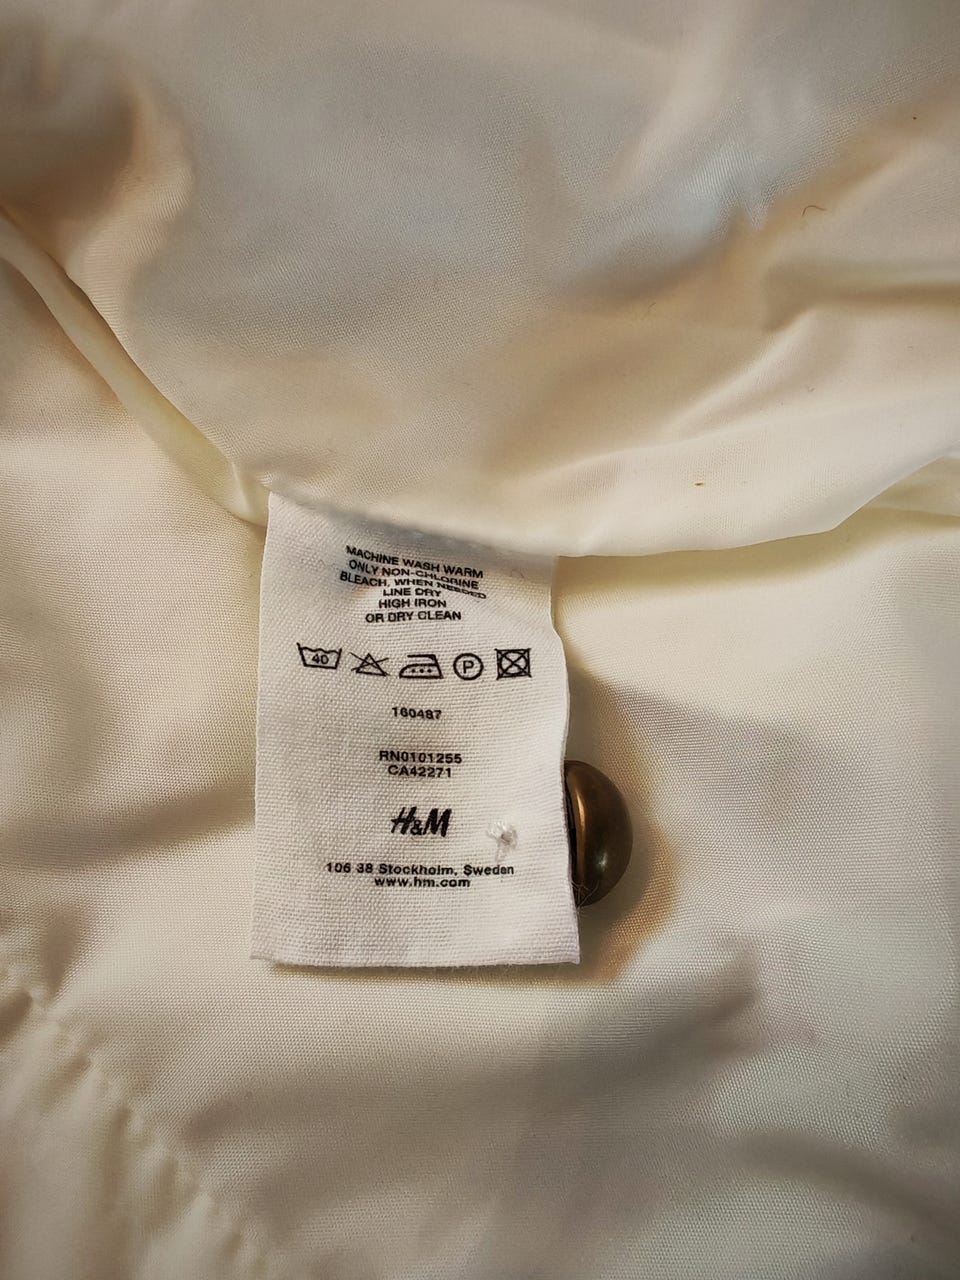 MACHINE WASH WARM
ONLY NON-CHLORINE
BLEACH, WHEN NEEDED
LINE DRY
HIGH IRON
OR DRY CLEAN
40 P
160487
RN0101255
CA42271
H&M
106 38 Stockholm, Sweden
www.hm.com